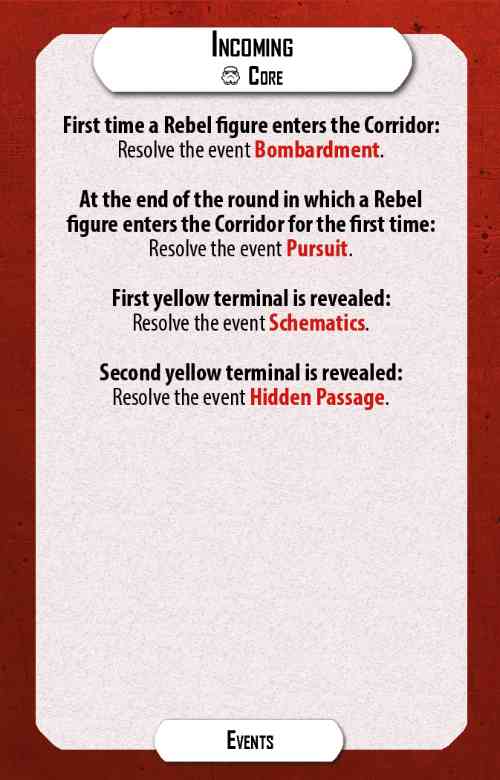 Incoming
Core
First time a Rebel figure enters the Corridor:
Resolve the event Bombardment.
At the end of the round in which a Rebel
figure enters the Corridor for the first time:
Resolve the event Pursuit.
First yellow terminal is revealed:
Resolve the event Schematics.
Second yellow terminal is revealed:
Resolve the event Hidden Passage.
Events